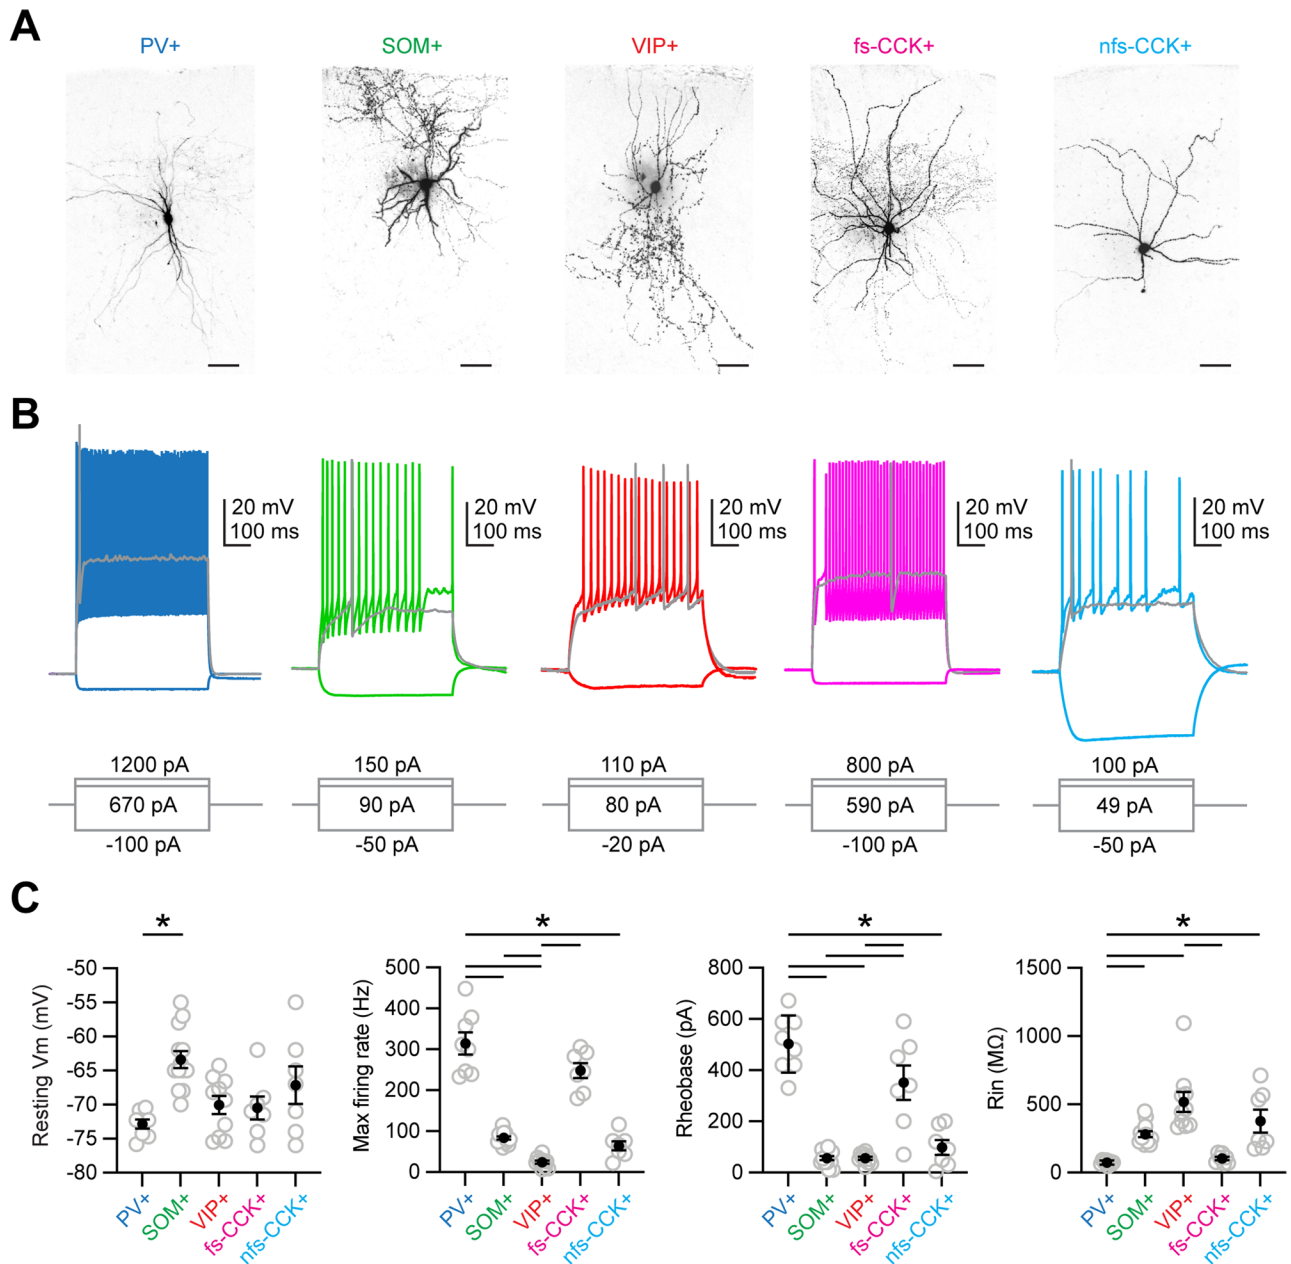 A
PV+ SOM+ VIP+ fs-CCK+ nfs-CCK+
B
20 mV 20 mV 20 mV 20 mV 20 mV
100 ms 100 ms 100 ms 100 ms 100 ms
1200 pA 150 pA 110 pA 800 pA 100 pA
670 pA 90 pA 80 pA 590 pA 49 pA
-100 pA -50 pA -20 pA -100 pA -50 pA
C
* * * *
Resting Vm (mV)
-50
-55
-60
-65
-70
-75
-80
PV+ SOM+ VIP+ fs-CCK+ nfs-CCK+
Max firing rate (Hz)
500
400
300
200
100
0
PV+ SOM+ VIP+ fs-CCK+ nfs-CCK+
Rheobase (pA)
800
600
400
200
0
PV+ SOM+ VIP+ fs-CCK+ nfs-CCK+
Rin (MΩ)
1500
1000
500
0
PV+ SOM+ VIP+ fs-CCK+ nfs-CCK+